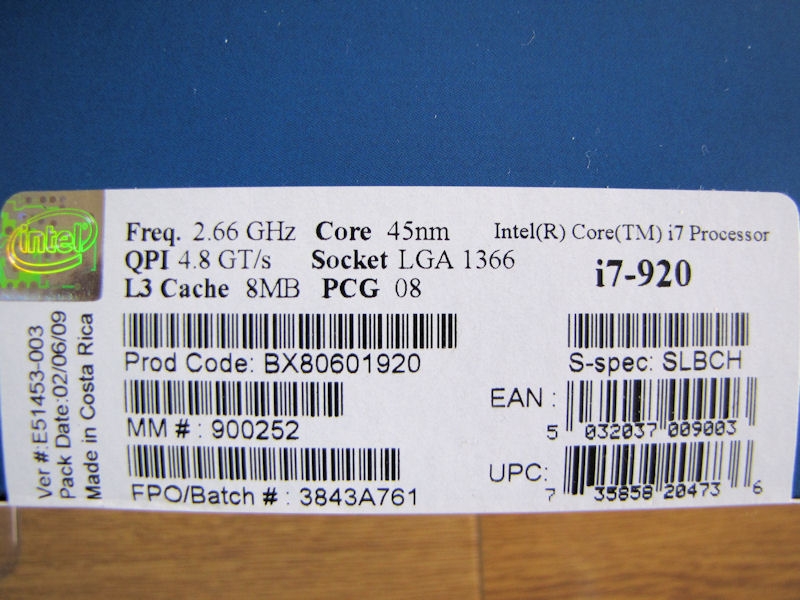 intel
Freq. 2.66 GHz Core 45nm Intel(R) Core(TM) i7 Processor
QPI 4.8 GT/s Socket LGA 1366
i7-920
L3 Cache 8MB PCG 08
Prod Code: BX80601920
S-spec: SLBCH
MM # : 900252
EAN : 5 032037 009003
FPO/Batch # : 3843A761
UPC: 7 35858 20473 6
Ver #:E51453-003
Pack Date:02/06/09
Made in Costa Rica